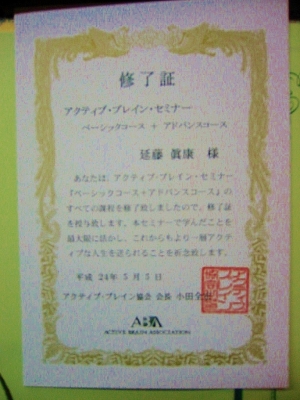 修了証
アクティブ・ブレイン・セミナー
ベーシックコース + アドバンスコース
延藤 眞康 様
あなたは、アクティブ・ブレイン・セミナー
『ベーシックコース+アドバンスコース』の
すべての課程を修了致しましたので、修了証
を授与致します。本セミナーで学んだことを
最大限に活かし、これからもより一層アクテ
ィブな人生を送られることを祈念致します。
平成 24年 5月 5日
アクティブ・ブレイン協会 会長 小田全宏
ABA
ACTIVE BRAIN ASSOCIATION